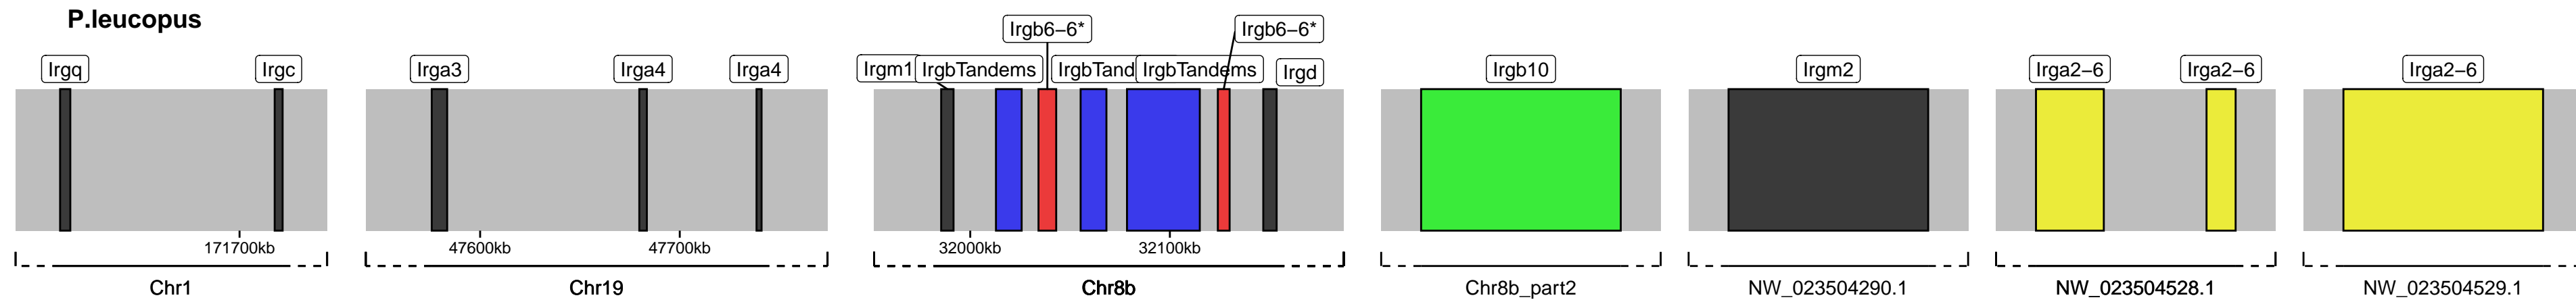 P.leucopus
Irgb6–6* Irgb6–6*
Irgq Irgc Irga3 Irga4 Irga4 Irgm1 IrgbTandems IrgbTand IrgbTandems Irgd Irgb10 Irgm2 Irga2–6 Irga2–6 Irga2–6
171700kb 47600kb 47700kb 32000kb 32100kb
Chr1 Chr19 Chr8b Chr8b_part2 NW_023504290.1 NW_023504528.1 NW_023504529.1